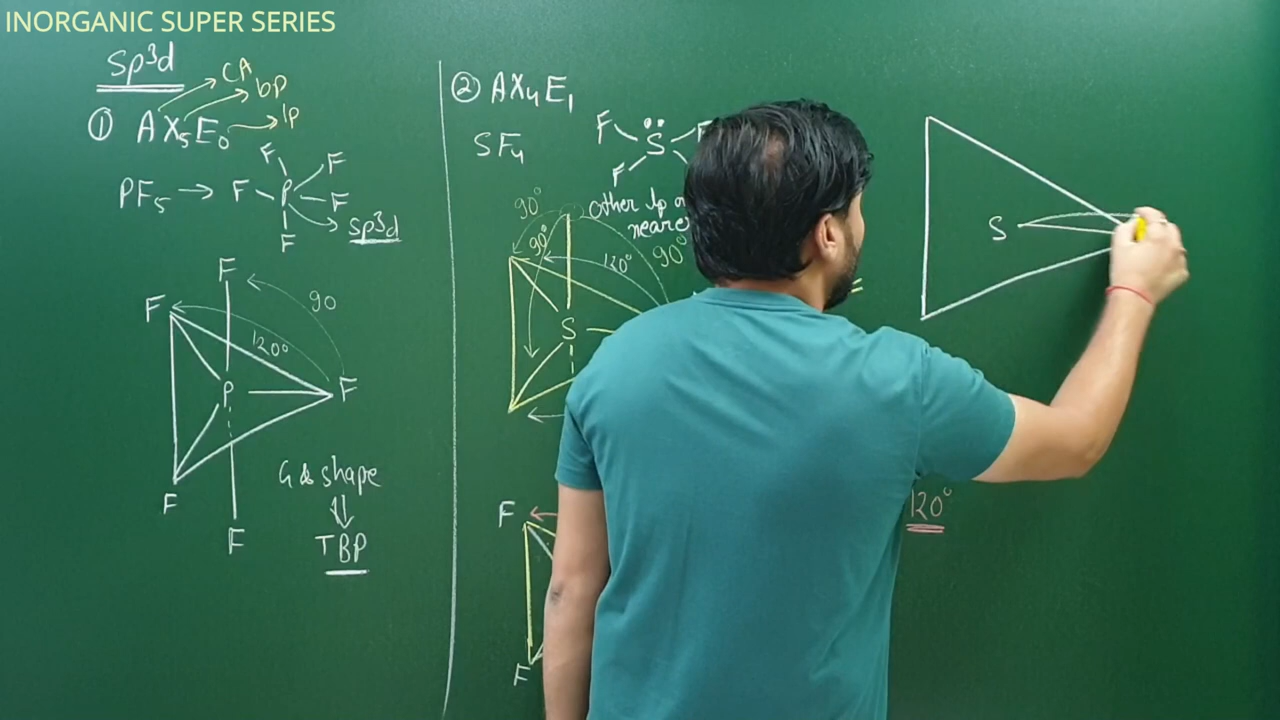 INORGANIC SUPER SERIES
Sp³d
CA
bp
lp
① AX₅E₀
PF₅ → F P F F F F
sp³d
F
90
F
120°
P
F
F
F
G & shape
TBP
② AX₄E₁
SF₄
F S
F
90°
Other lp
90°
120°
90°
S
F
F
S
120°